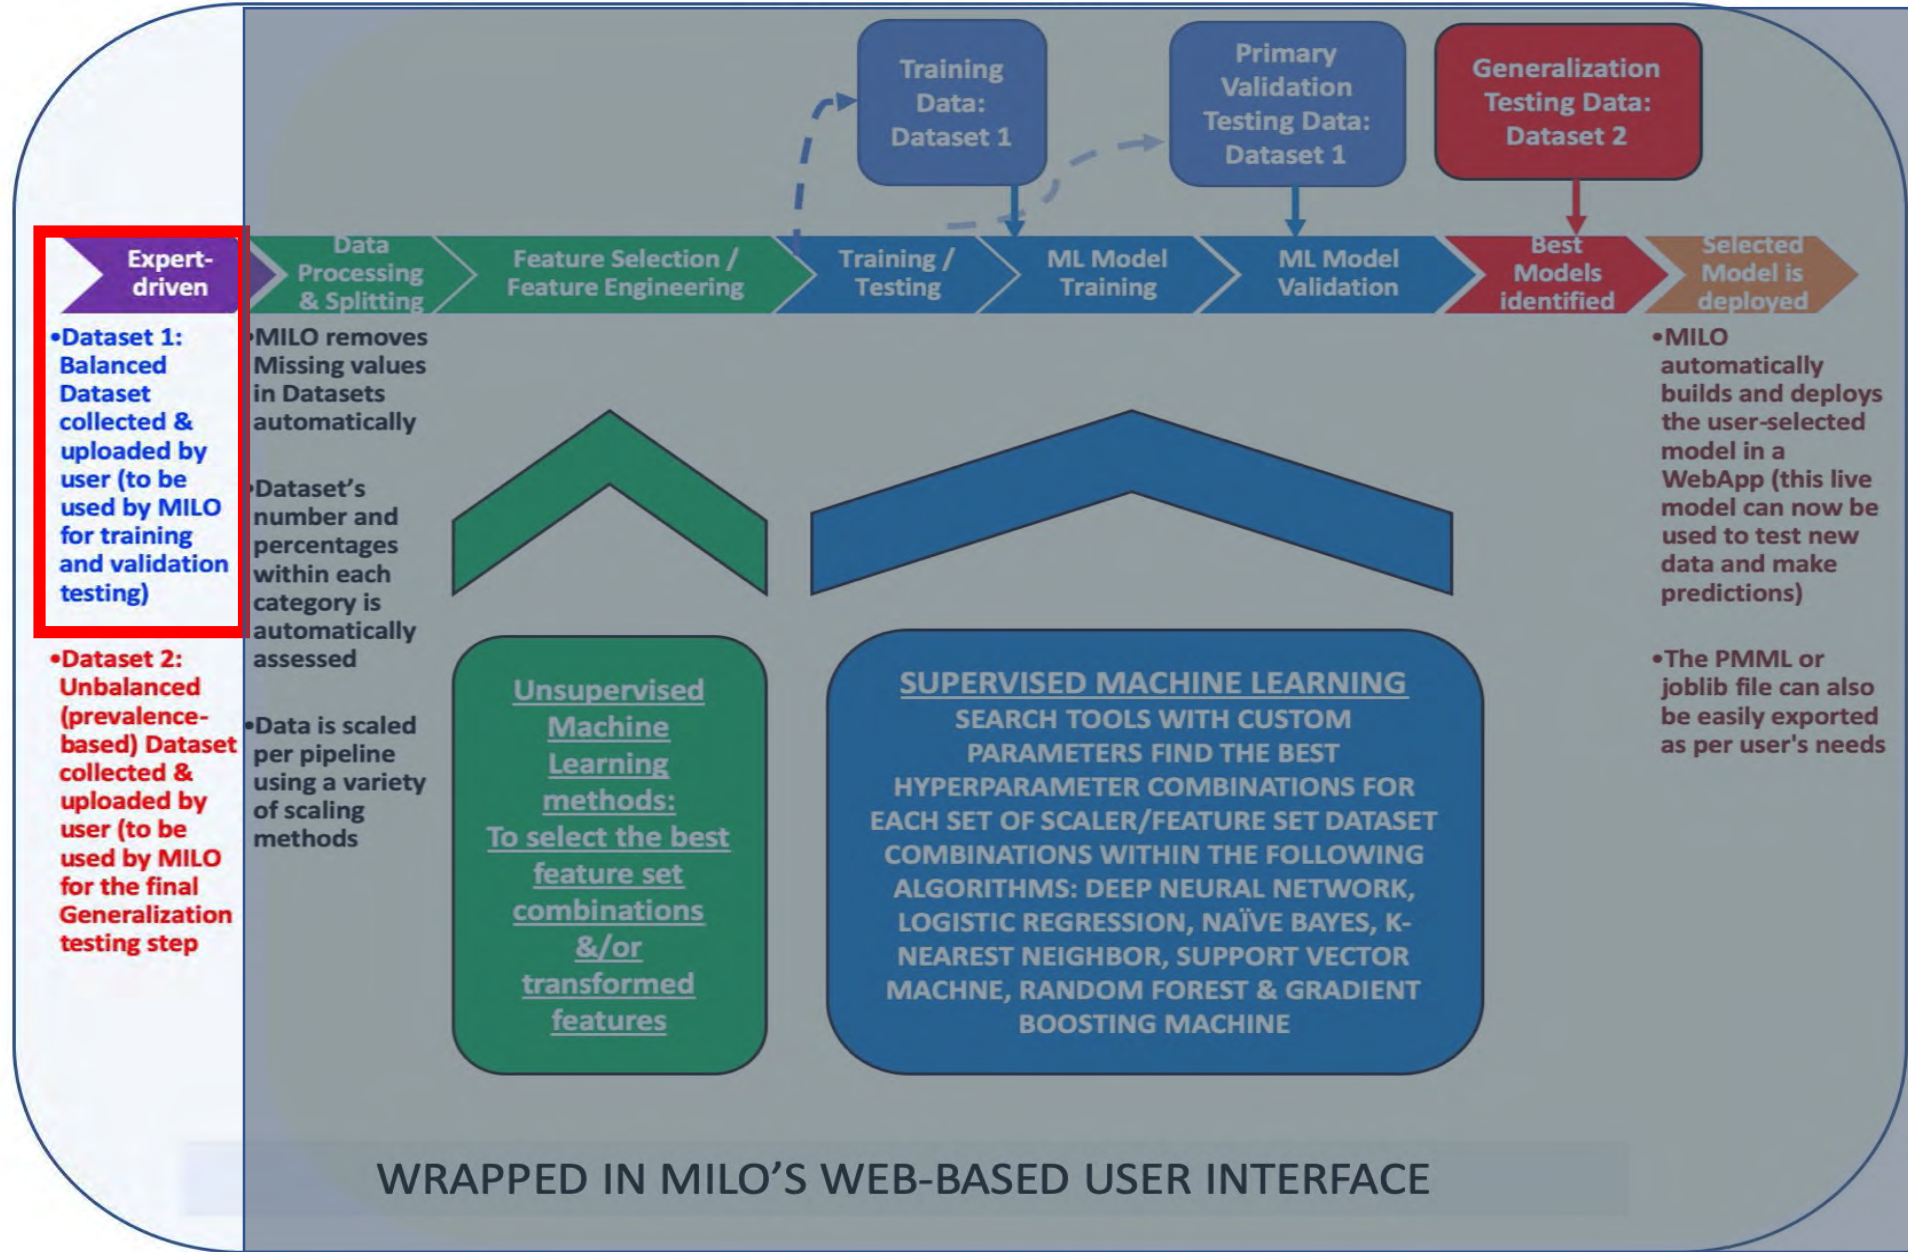 Training
Data:
Dataset 1
Primary
Validation
Testing Data:
Dataset 1
Generalization
Testing Data:
Dataset 2
Expert-
driven
Data
Processing
& Splitting
Feature Selection /
Feature Engineering
Training /
Testing
ML Model
Training
ML Model
Validation
Best
Models
identified
Selected
Model is
deployed
•Dataset 1:
Balanced
Dataset
collected &
uploaded by
user (to be
used by MILO
for training
and validation
testing)
•Dataset 2:
Unbalanced
(prevalence-
based) Dataset
collected &
uploaded by
user (to be
used by MILO
for the final
Generalization
testing step
•MILO removes
Missing values
in Datasets
automatically
•Dataset's
number and
percentages
within each
category is
automatically
assessed
•Data is scaled
per pipeline
using a variety
of scaling
methods
Unsupervised
Machine
Learning
methods:
To select the best
feature set
combinations
&/or
transformed
features
SUPERVISED MACHINE LEARNING
SEARCH TOOLS WITH CUSTOM
PARAMETERS FIND THE BEST
HYPERPARAMETER COMBINATIONS FOR
EACH SET OF SCALER/FEATURE SET DATASET
COMBINATIONS WITHIN THE FOLLOWING
ALGORITHMS: DEEP NEURAL NETWORK,
LOGISTIC REGRESSION, NAÏVE BAYES, K-
NEAREST NEIGHBOR, SUPPORT VECTOR
MACHNE, RANDOM FOREST & GRADIENT
BOOSTING MACHINE
•MILO
automatically
builds and deploys
the user-selected
model in a
WebApp (this live
model can now be
used to test new
data and make
predictions)
•The PMML or
joblib file can also
be easily exported
as per user's needs
WRAPPED IN MILO'S WEB-BASED USER INTERFACE